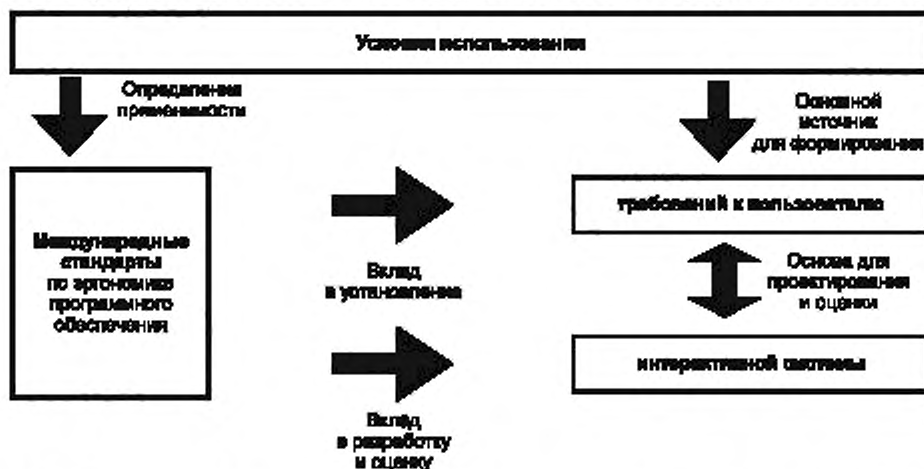 Условия использования
Определение
применимости
Основной
источник
для формирования
Международные
стандарты
по эргономике
программного
обеспечения
Вклад
в установление
требований к пользователю
Основа для
проектирования
и оценки
интерактивной системы
Вклад
в разработку
и оценку